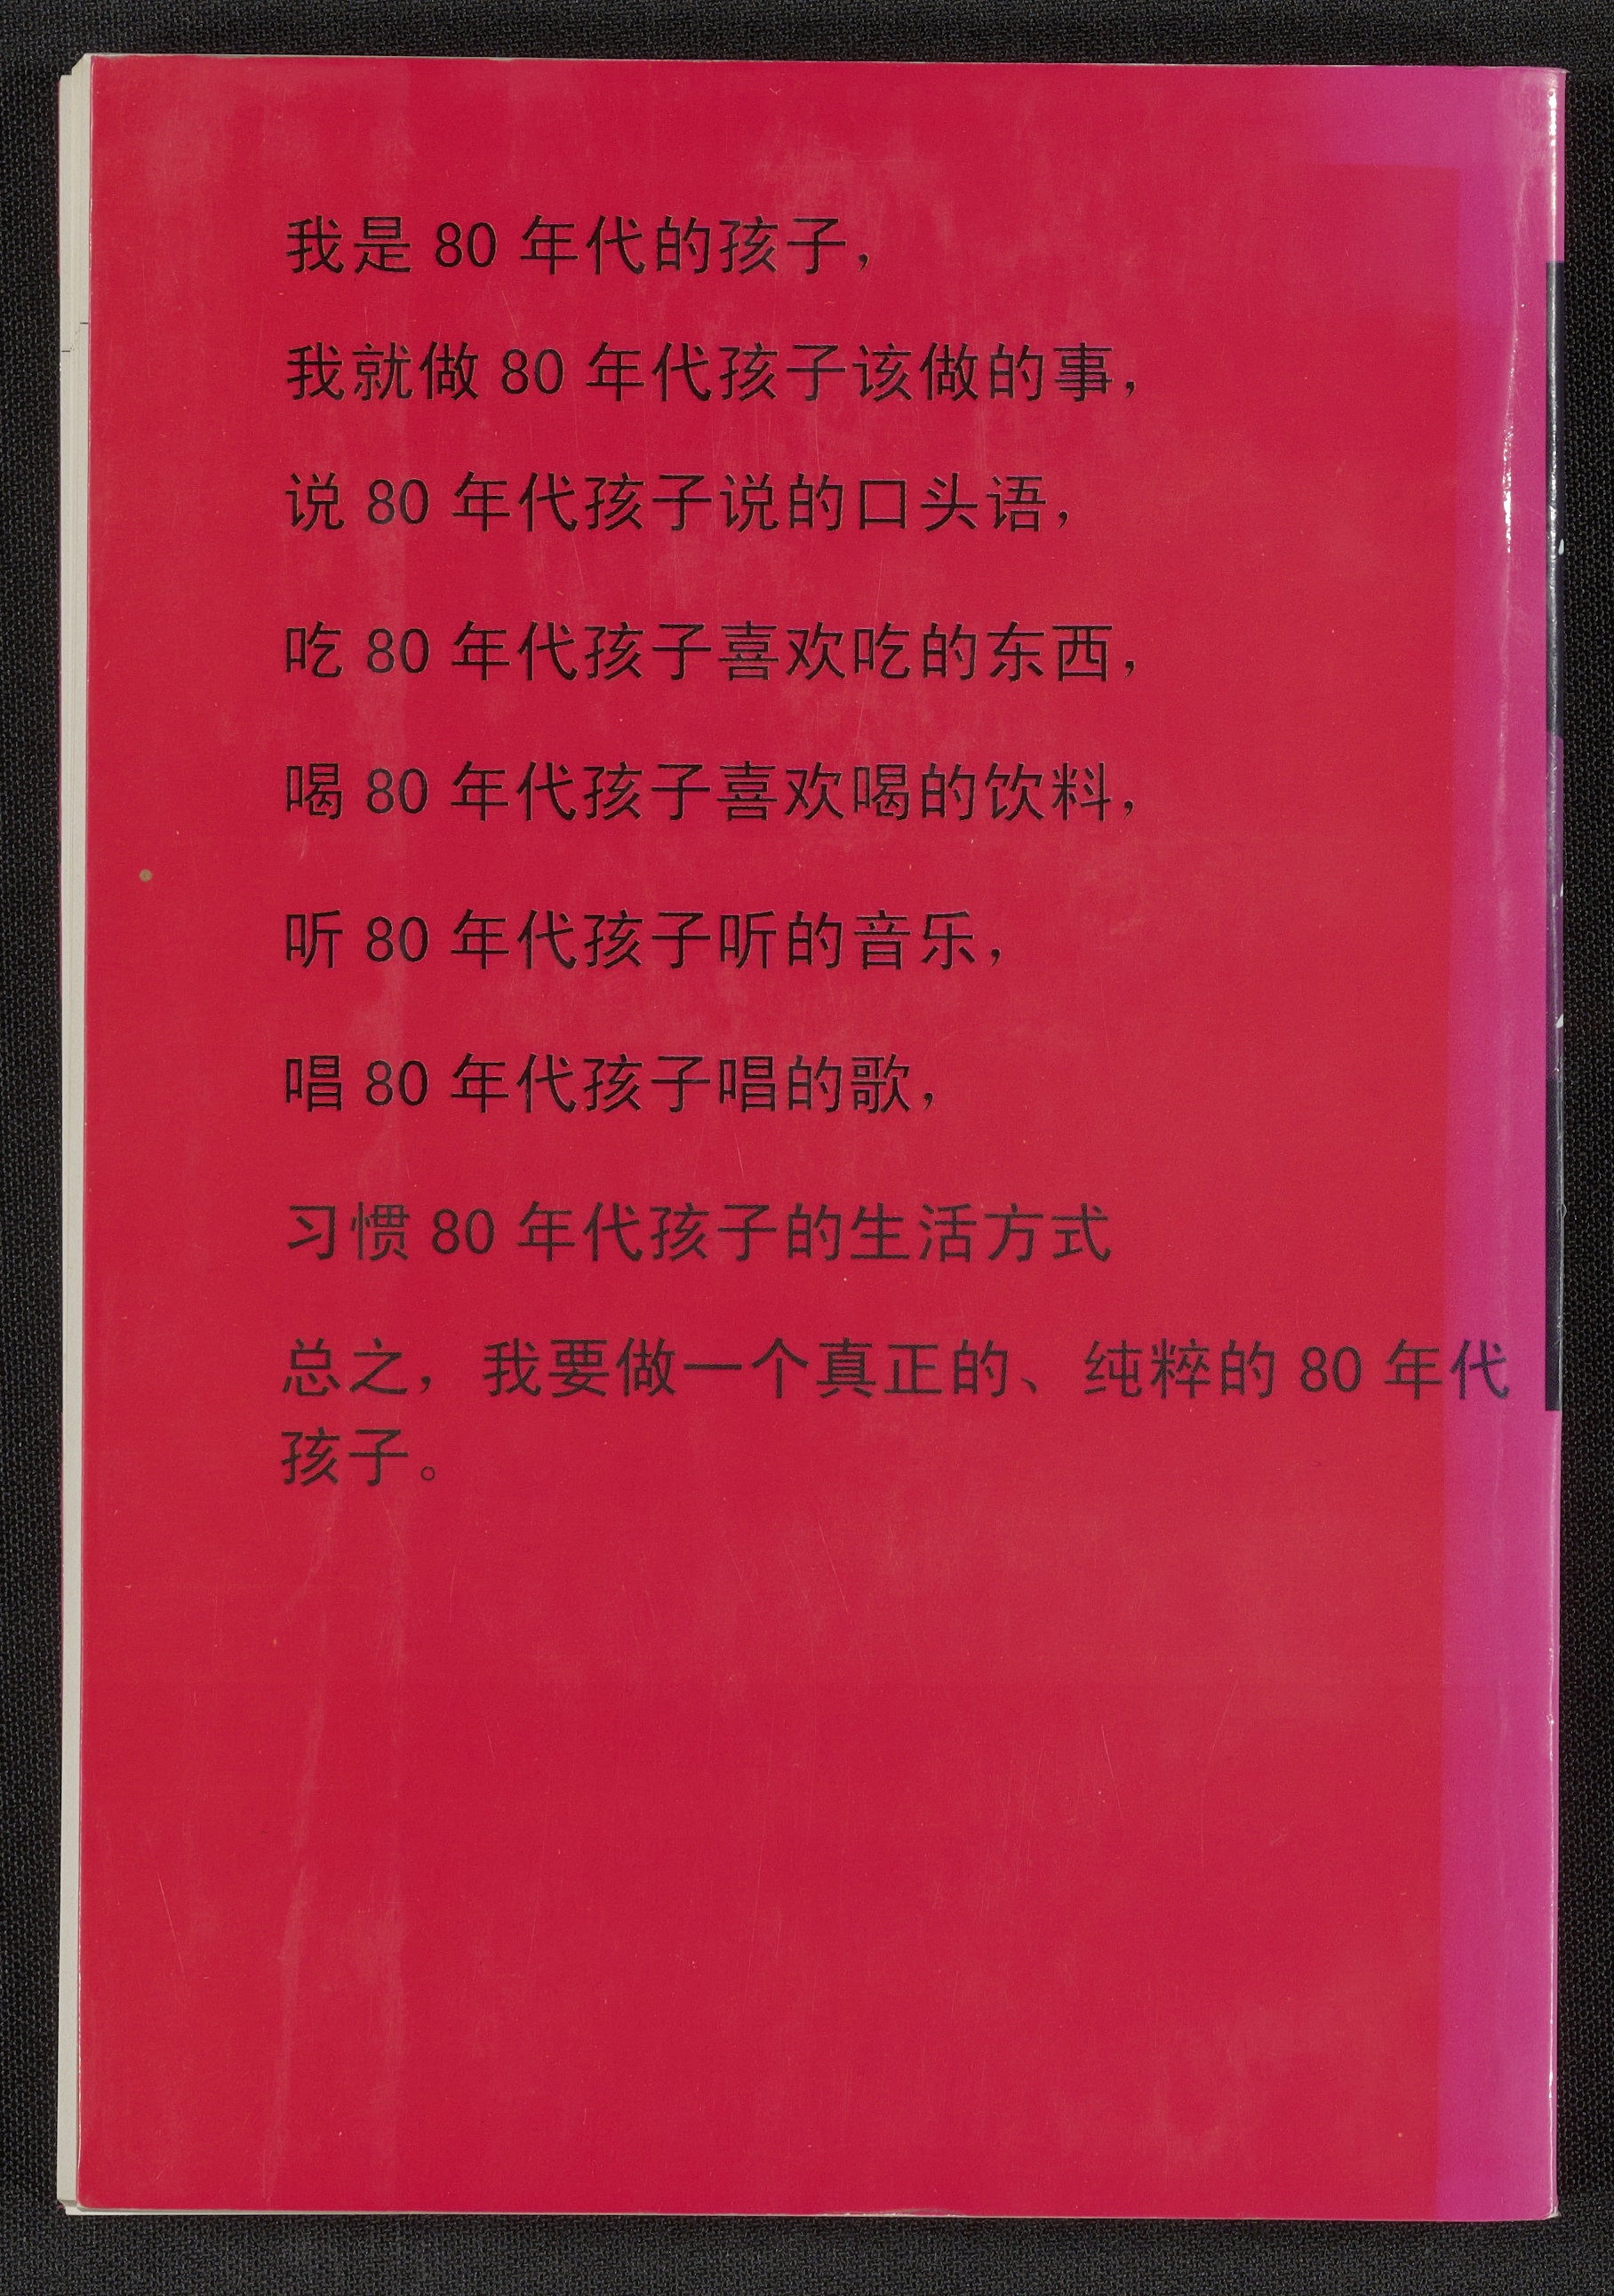 我是 80 年代的孩子，
我就做 80 年代孩子该做的事，
说 80 年代孩子说的口头语，
吃 80 年代孩子喜欢吃的东西，
喝 80 年代孩子喜欢喝的饮料，
听 80 年代孩子听的音乐，
唱 80 年代孩子唱的歌，
习惯 80 年代孩子的生活方式
总之，我要做一个真正的、纯粹的 80 年代
孩子。